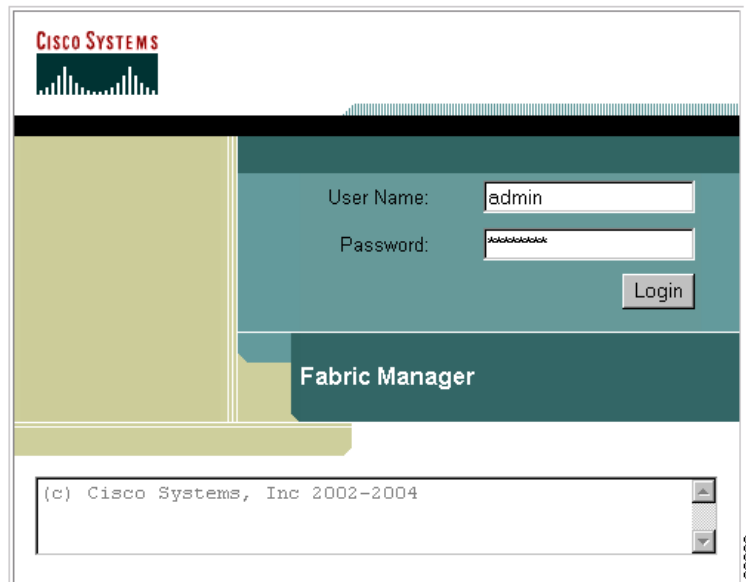 CISCO SYSTEMS
User Name: admin
Password: ********
Login
Fabric Manager
(c) Cisco Systems, Inc 2002-2004